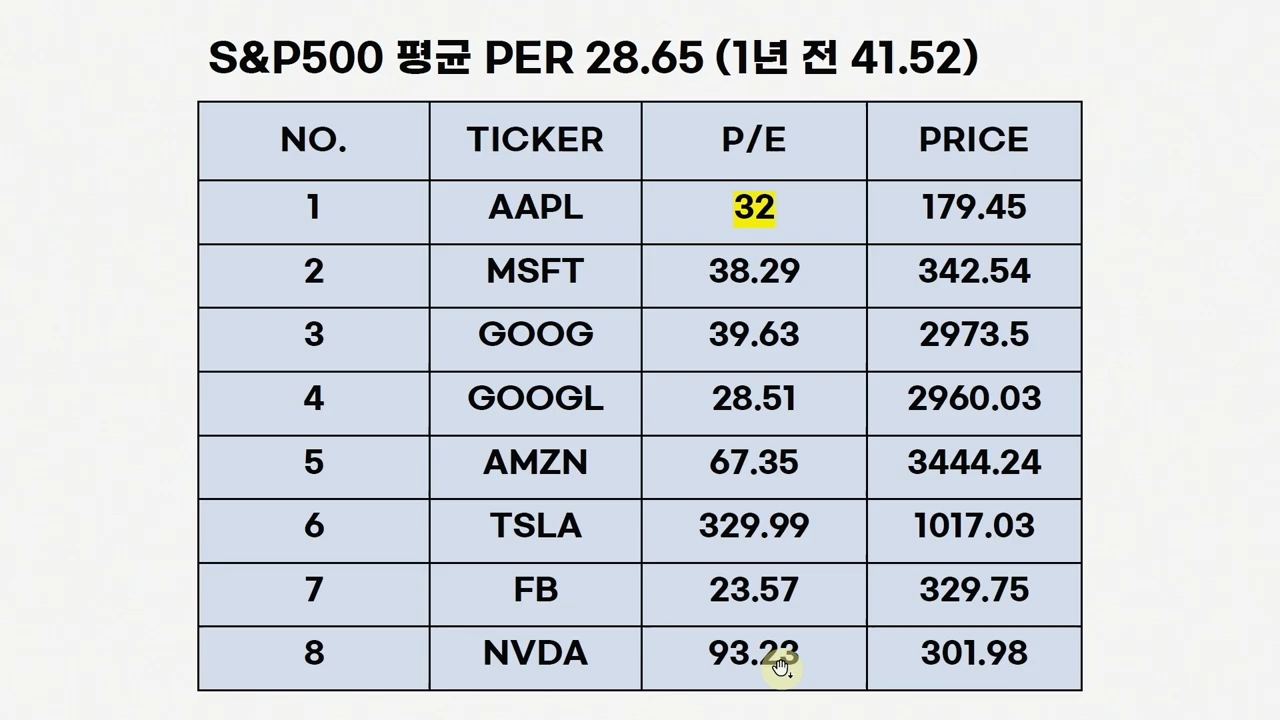 S&P500 평균 PER 28.65 (1년 전 41.52)
NO. TICKER P/E PRICE
1 AAPL 32 179.45
2 MSFT 38.29 342.54
3 GOOG 39.63 2973.5
4 GOOGL 28.51 2960.03
5 AMZN 67.35 3444.24
6 TSLA 329.99 1017.03
7 FB 23.57 329.75
8 NVDA 93.23 301.98